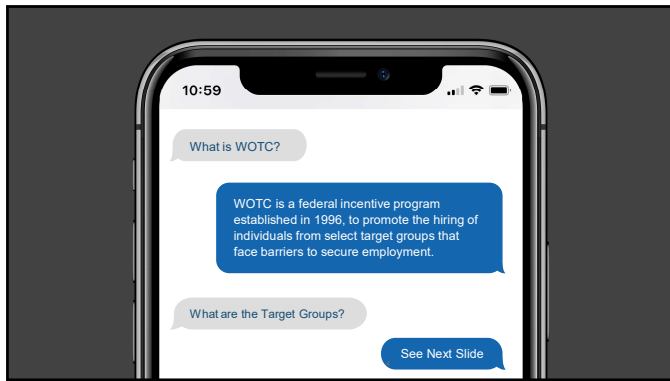 10:59
What is WOTC?
WOTC is a federal incentive program
established in 1996, to promote the hiring of
individuals from select target groups that
face barriers to secure employment.
What are the Target Groups?
See Next Slide